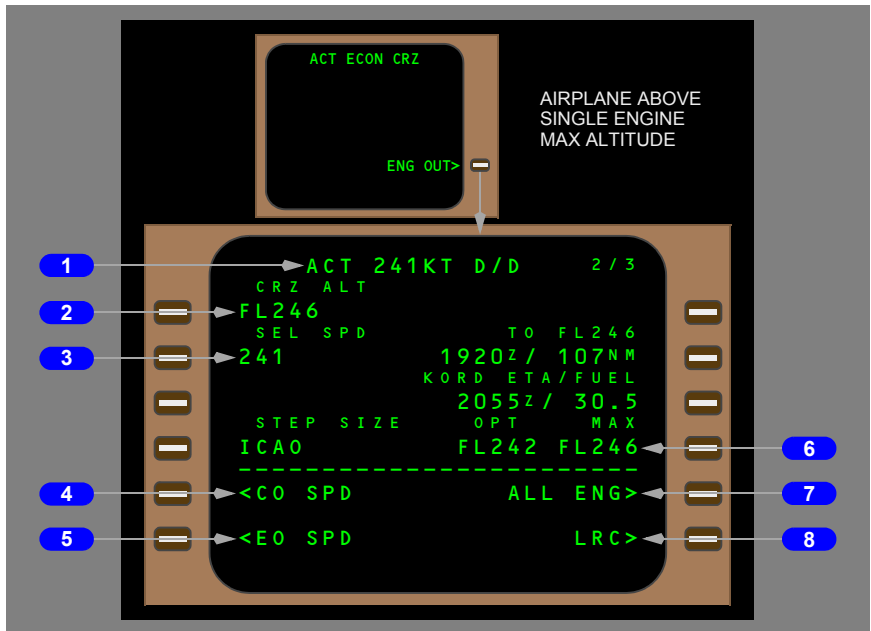 ACT ECON CRZ
AIRPLANE ABOVE
SINGLE ENGINE
MAX ALTITUDE
ENG OUT>
1 ACT 241KT D/D 2/3
CRZ ALT
2 FL246
SEL SPD TO FL246
3 241 1920Z/ 107NM
KORD ETA/FUEL
2055Z/ 30.5
STEP SIZE OPT MAX
ICAO FL242 FL246 6
------------------------
4 <CO SPD ALL ENG> 7
5 <EO SPD LRC> 8